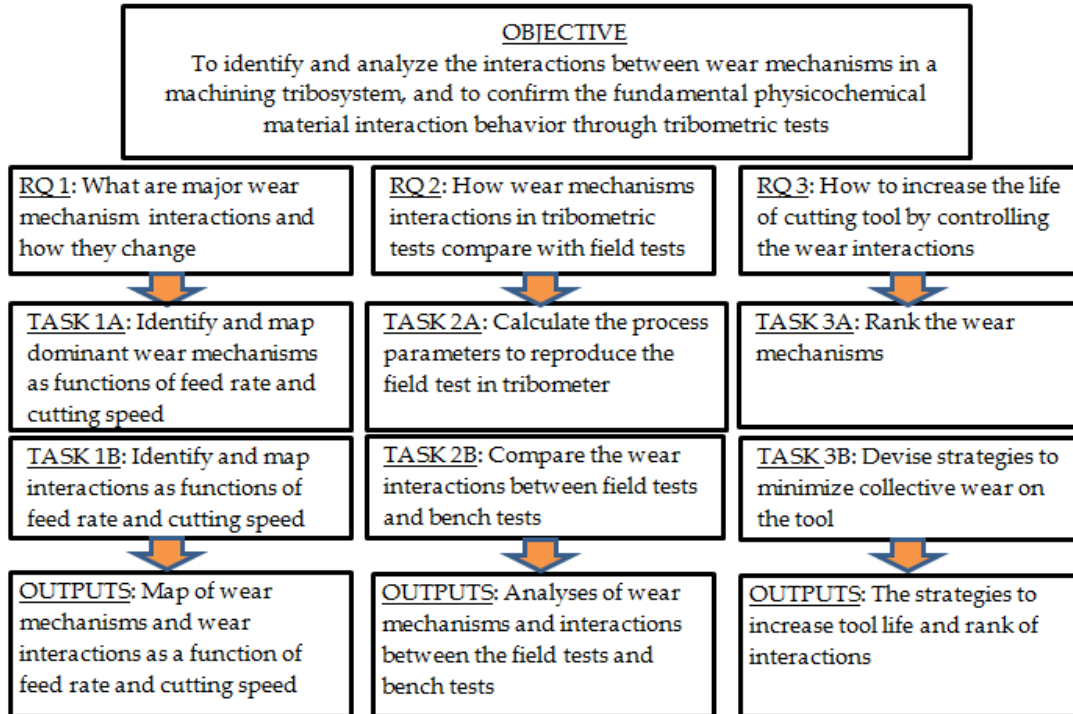 OBJECTIVE
To identify and analyze the interactions between wear mechanisms in a
machining tribosystem, and to confirm the fundamental physicochemical
material interaction behavior through tribometric tests
RQ 1: What are major wear
mechanism interactions and
how they change
RQ 2: How wear mechanisms
interactions in tribometric
tests compare with field tests
RQ 3: How to increase the life
of cutting tool by controlling
the wear interactions
TASK 1A: Identify and map
dominant wear mechanisms
as functions of feed rate and
cutting speed
TASK 2A: Calculate the process
parameters to reproduce the
field test in tribometer
TASK 3A: Rank the wear
mechanisms
TASK 1B: Identify and map
interactions as functions of
feed rate and cutting speed
TASK 2B: Compare the wear
interactions between field tests
and bench tests
TASK 3B: Devise strategies to
minimize collective wear on
the tool
OUTPUTS: Map of wear
mechanisms and wear
interactions as a function of
feed rate and cutting speed
OUTPUTS: Analyses of wear
mechanisms and interactions
between the field tests and
bench tests
OUTPUTS: The strategies to
increase tool life and rank of
interactions